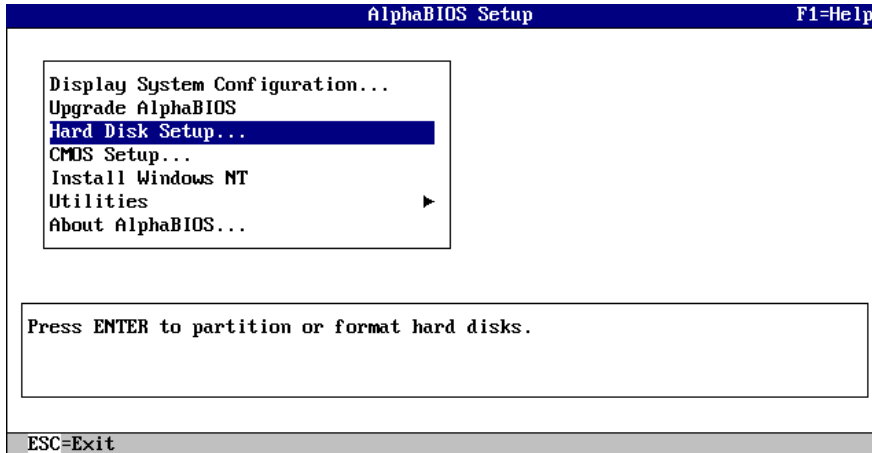 AlphaBIOS Setup F1=Help
Display System Configuration...
Upgrade AlphaBIOS
Hard Disk Setup...
CMOS Setup...
Install Windows NT
Utilities
About AlphaBIOS...
Press ENTER to partition or format hard disks.
ESC=Exit